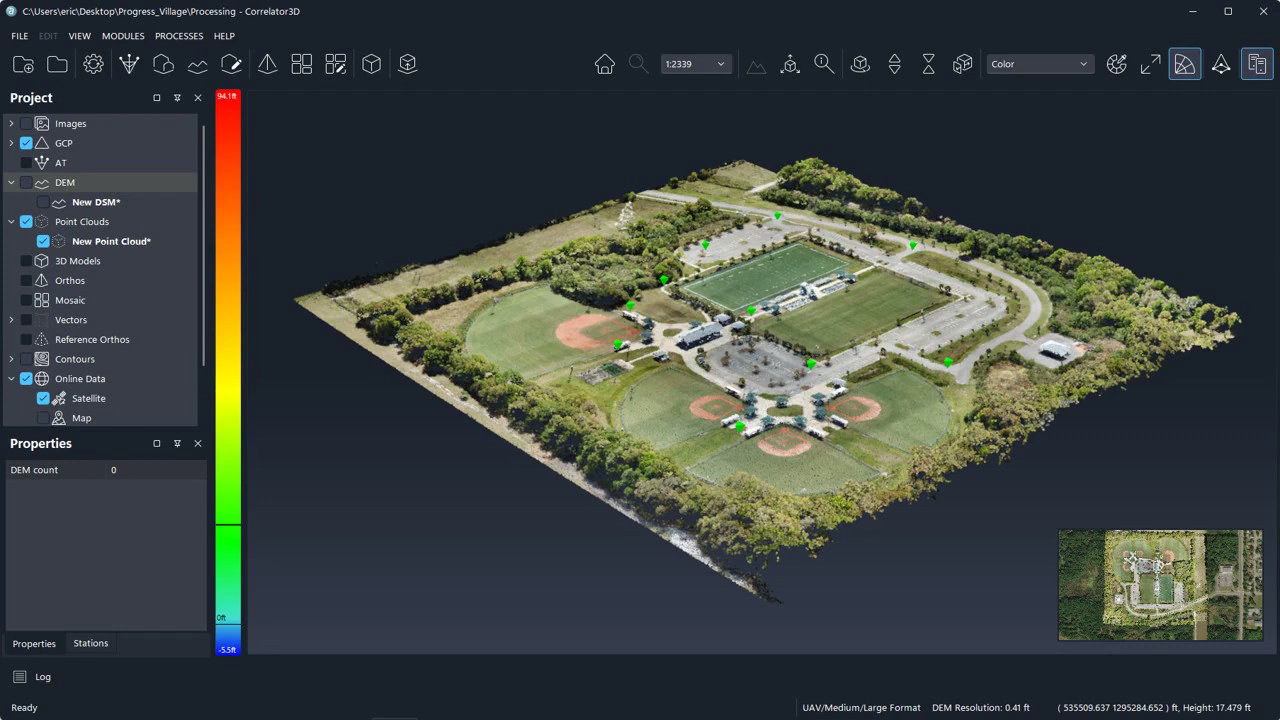 C:\Users\eric\Desktop\Progress_Village\Processing - Correlator3D
FILE EDIT VIEW MODULES PROCESSES HELP
1:2339
Color
Project
Images
GCP
AT
DEM
New DSM*
Point Clouds
New Point Cloud*
3D Models
Orthos
Mosaic
Vectors
Reference Orthos
Contours
Online Data
Satellite
Map
Properties
DEM count 0
Properties Stations
94.1ft
0ft
-5.5ft
Log
Ready
UAV/Medium/Large Format DEM Resolution: 0.41 ft ( 535509.637 1295284.652 ) ft, Height: 17.479 ft